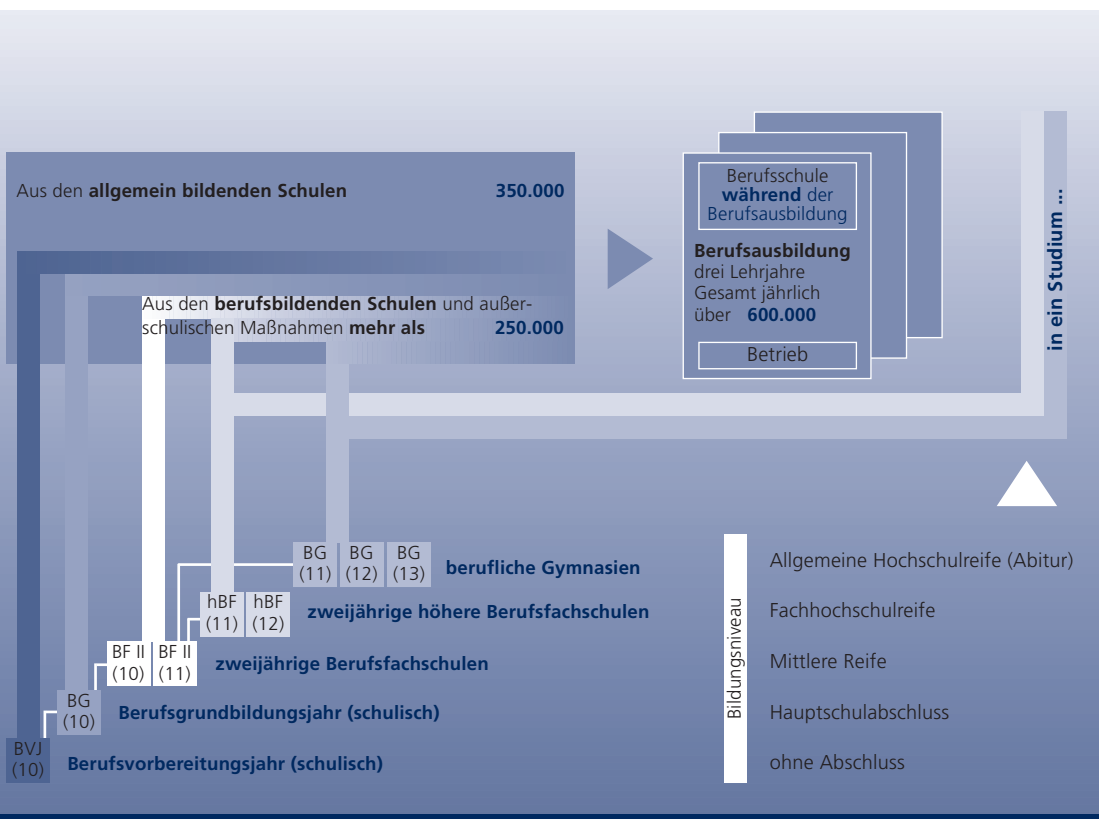 Aus den allgemein bildenden Schulen 350.000
Aus den berufsbildenden Schulen und außer-
schulischen Maßnahmen mehr als 250.000
Berufsschule
während der
Berufsausbildung
Berufsausbildung
drei Lehrjahre
Gesamt jährlich
über 600.000
Betrieb
in ein Studium ...
BG BG BG
(11) (12) (13)
berufliche Gymnasien
hBF hBF
(11) (12)
zweijährige höhere Berufsfachschulen
BF II BF II
(10) (11)
zweijährige Berufsfachschulen
BG
(10)
Berufsgrundbildungsjahr (schulisch)
BVJ
(10)
Berufsvorbereitungsjahr (schulisch)
Bildungsniveau
Allgemeine Hochschulreife (Abitur)
Fachhochschulreife
Mittlere Reife
Hauptschulabschluss
ohne Abschluss